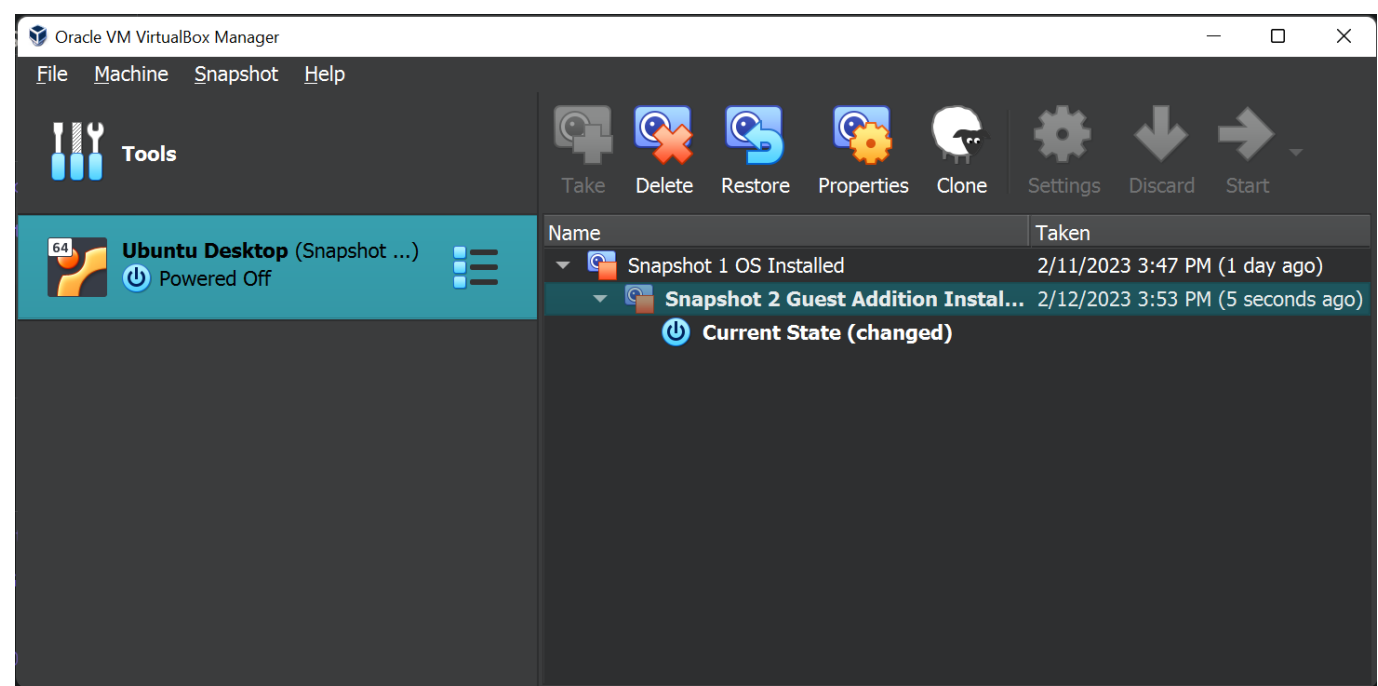 Oracle VM VirtualBox Manager
File Machine Snapshot Help
Tools
Take Delete Restore Properties Clone Settings Discard Start
64
Ubuntu Desktop (Snapshot ...)
Powered Off
Name Taken
Snapshot 1 OS Installed 2/11/2023 3:47 PM (1 day ago)
Snapshot 2 Guest Addition Instal... 2/12/2023 3:53 PM (5 seconds ago)
Current State (changed)